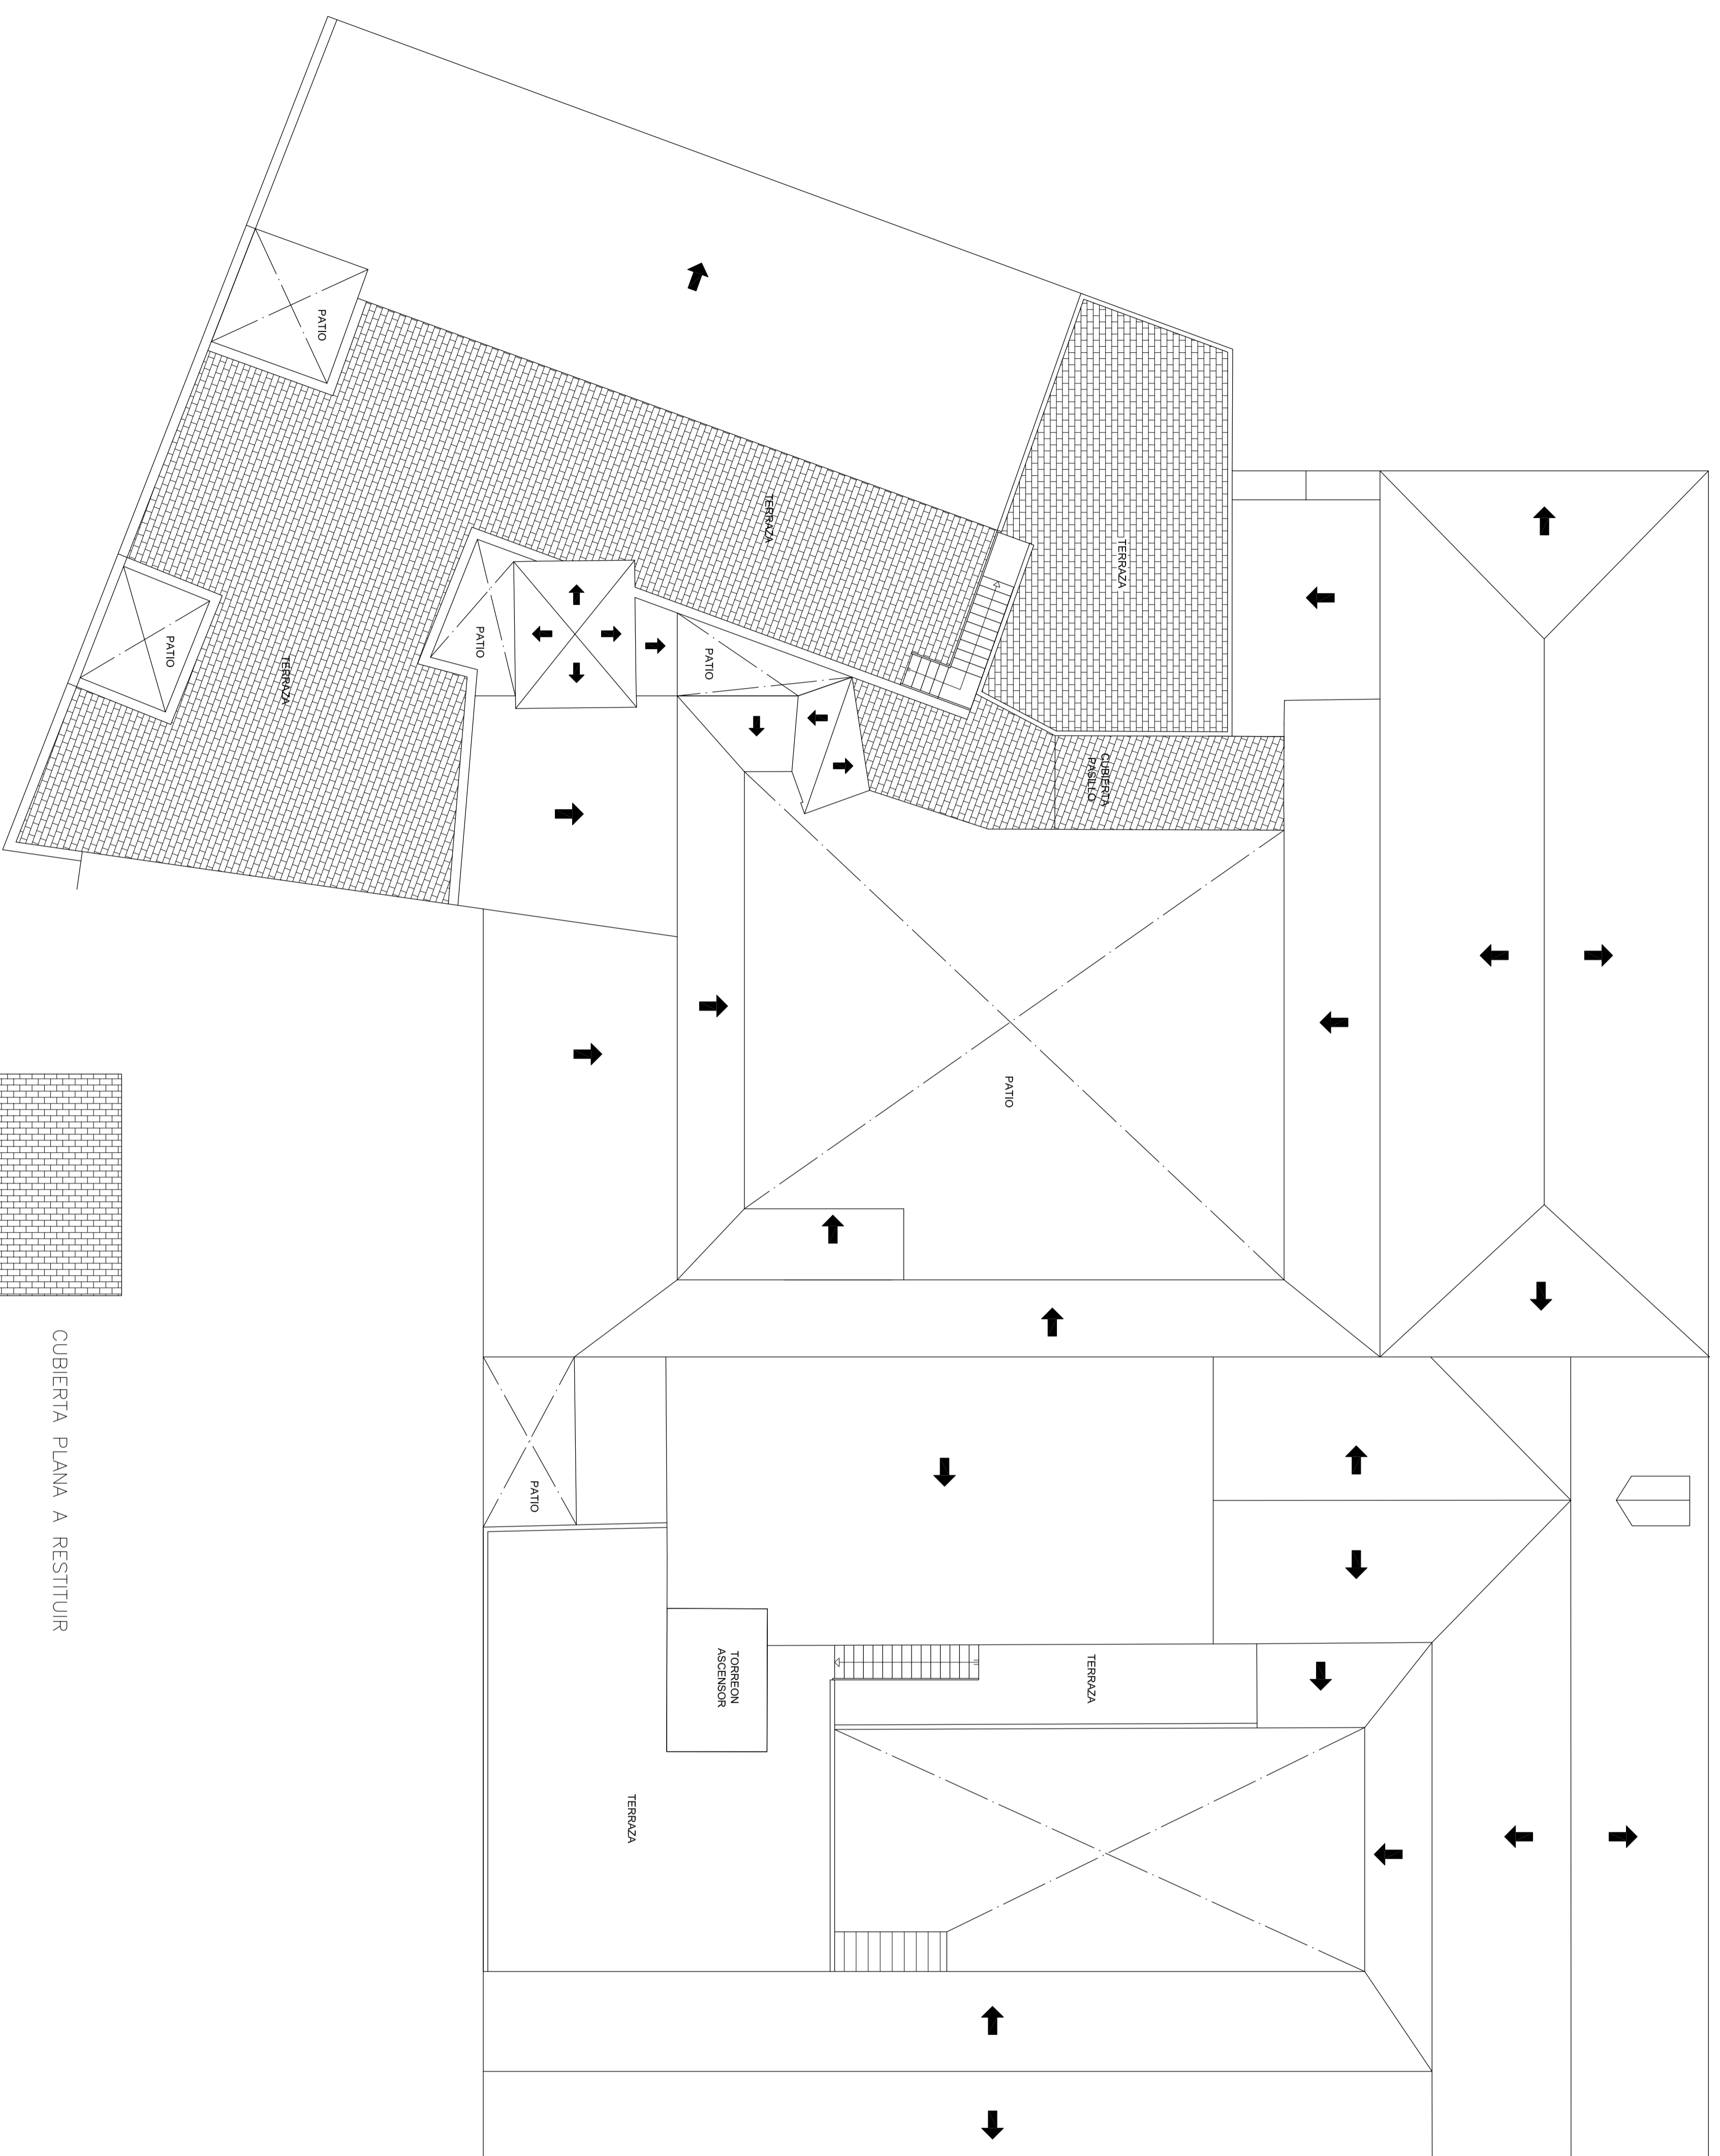 PATIO
TERRAZA
TERRAZA
PATIO
PATIO
CUBIERTA
PASILLO
PATIO
TERRAZA
PATIO
CUBIERTA PLANA A RESTITUIR
PATIO
TERRAZA
TORREON
ASCENSOR
TERRAZA